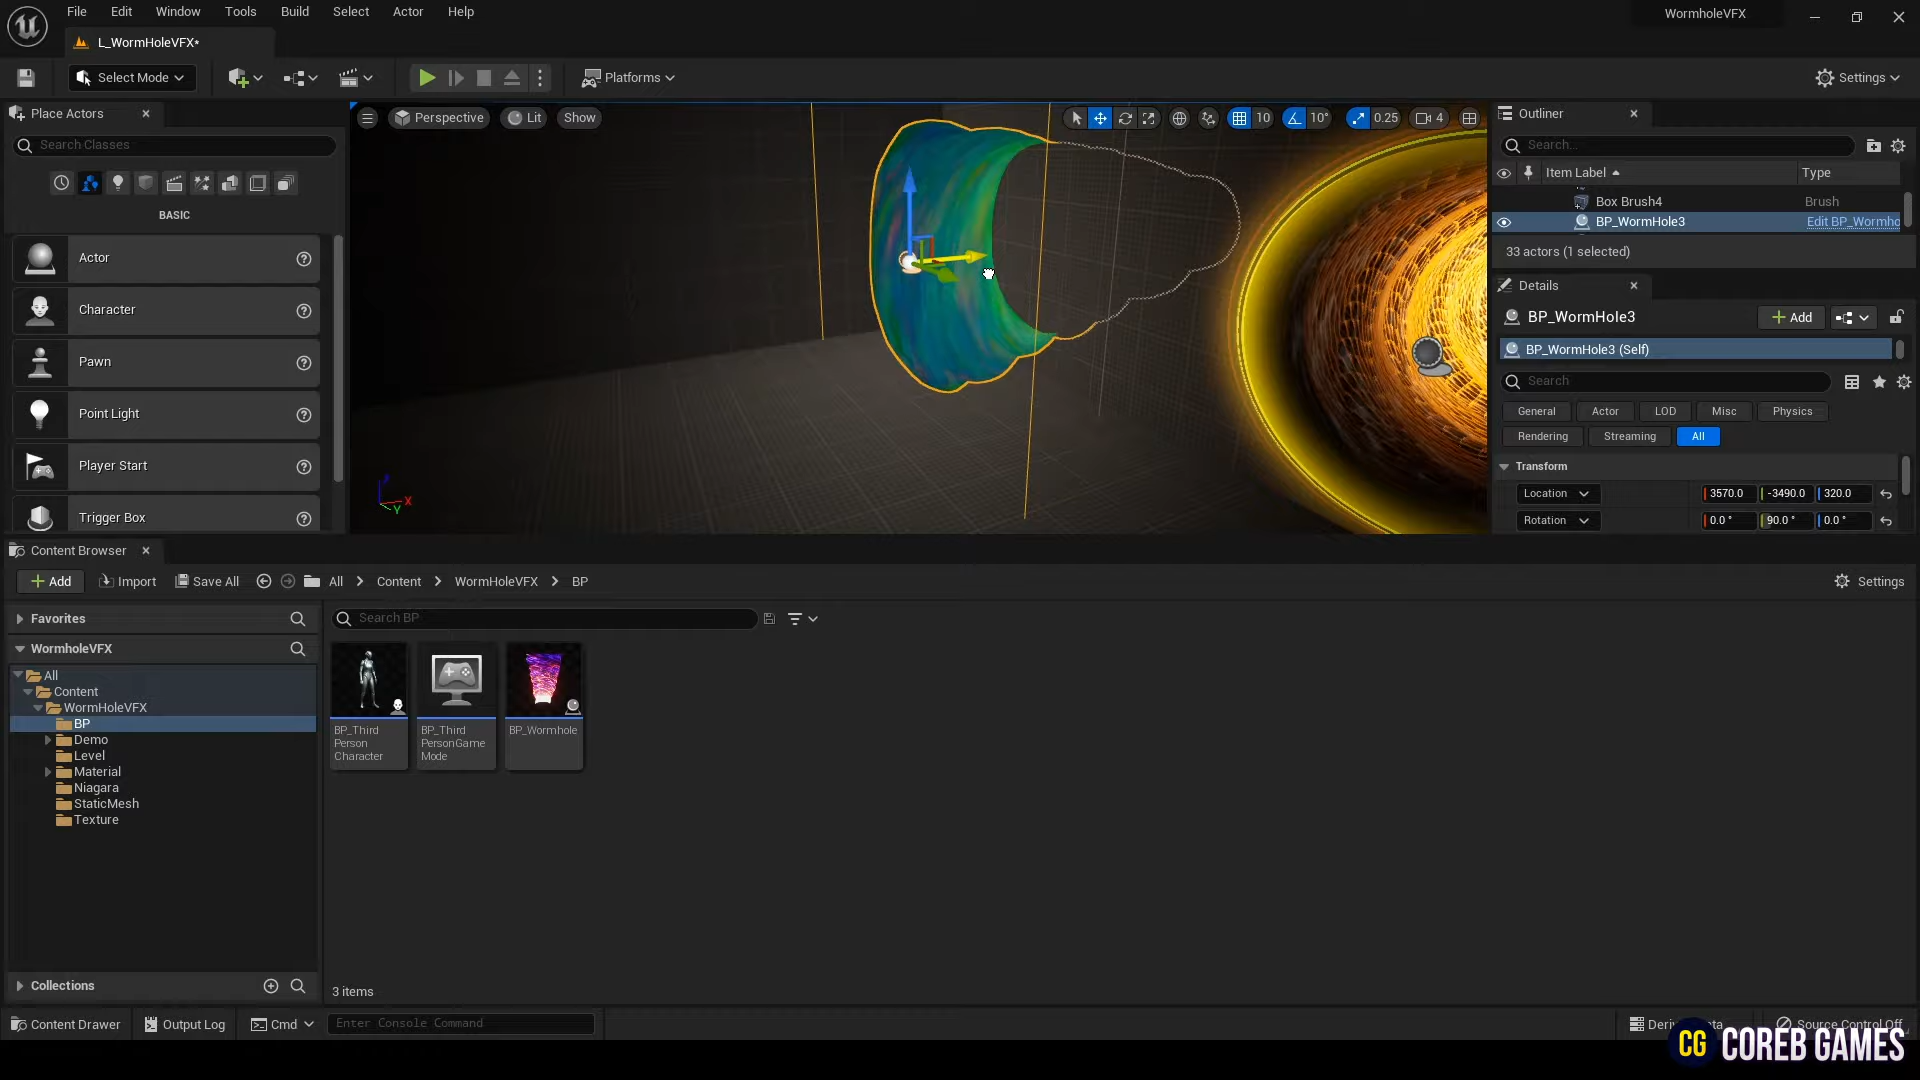 File Edit Window Tools Build Select Actor Help WormholeVFX
L_WormHoleVFX*
Select Mode Platforms Settings
Place Actors
Search Classes
BASIC
Actor
Character
Pawn
Point Light
Player Start
Trigger Box
Perspective Lit Show 10 10° 0.25 4
X
Y
Outliner
Search...
Item Label Type
Box Brush4 Brush
BP_WormHole3 Edit BP_Wormho
33 actors (1 selected)
Details
BP_WormHole3 Add
BP_WormHole3 (Self)
Search
General Actor LOD Misc Physics
Rendering Streaming All
Transform
Location 3570.0 -3490.0 320.0
Rotation 0.0° 90.0° 0.0°
Content Browser
Add Import Save All All Content WormHoleVFX BP Settings
Favorites
WormholeVFX
All
Content
WormHoleVFX
BP
Demo
Level
Material
Niagara
StaticMesh
Texture
Collections
Search BP
BP_Third
Person
Character
BP_Third
PersonGame
Mode
BP_Wormhole
3 items
Content Drawer Output Log Cmd Enter Console Command Source Control Off
CG COREB GAMES